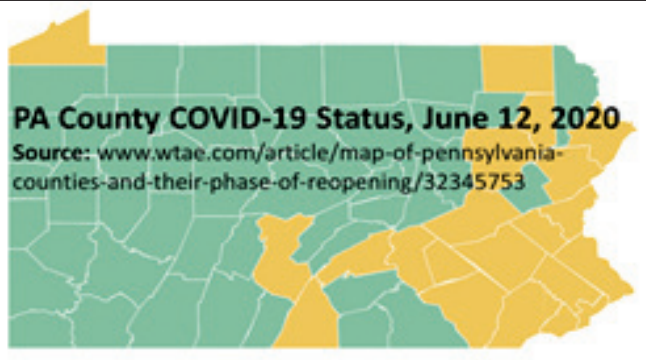 PA County COVID-19 Status, June 12, 2020
Source: www.wtae.com/article/map-of-pennsylvania-
counties-and-their-phase-of-reopening/32345753